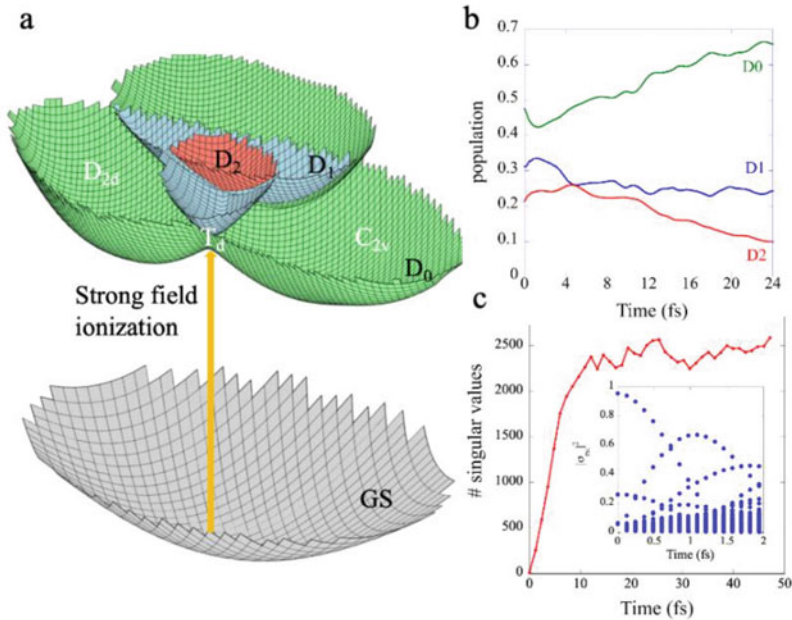 a
D2
D1
D2d
Td
C2v
D0
Strong field
ionization
GS
b
0.7
0.6
0.5
0.4
0.3
0.2
0.1
0
population
D0
D1
D2
0 4 8 12 16 20 24
Time (fs)
c
2500
2000
1500
1000
500
0
# singular values
1
0.8
0.6
0.4
0.2
0
0 0.5 1 1.5 2
Time (fs)
0 10 20 30 40 50
Time (fs)